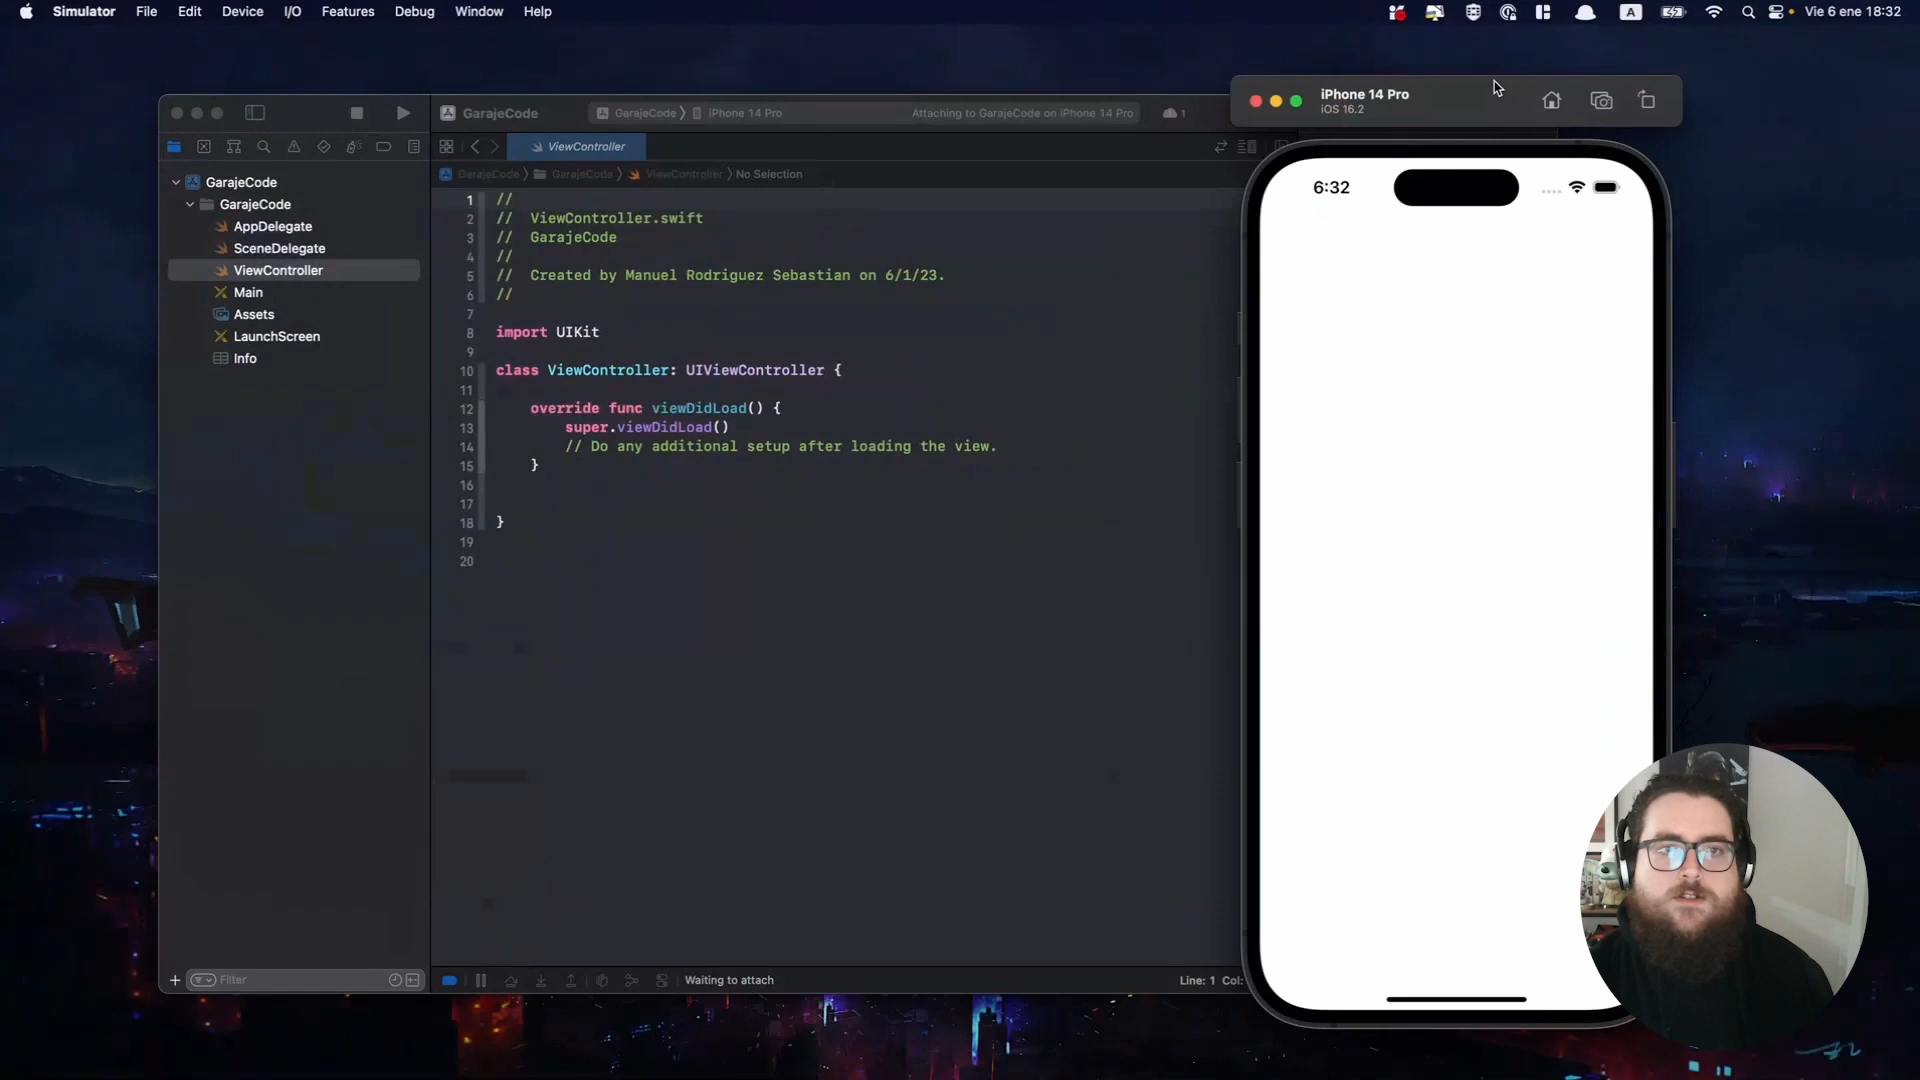 Simulator File Edit Device I/O Features Debug Window Help
A Vie 6 ene 18:32
GarajeCode
GarajeCode iPhone 14 Pro
Attaching to GarajeCode on iPhone 14 Pro
1
iPhone 14 Pro
iOS 16.2
ViewController
GarajeCode GarajeCode ViewController No Selection
GarajeCode
GarajeCode
AppDelegate
SceneDelegate
ViewController
Main
Assets
LaunchScreen
Info
1 //
2 // ViewController.swift
3 // GarajeCode
4 //
5 // Created by Manuel Rodriguez Sebastian on 6/1/23.
6 //
7
8 import UIKit
9
10 class ViewController: UIViewController {
11
12 override func viewDidLoad() {
13 super.viewDidLoad()
14 // Do any additional setup after loading the view.
15 }
16
17
18 }
19
20
6:32
Filter
Waiting to attach
Line: 1 Col: